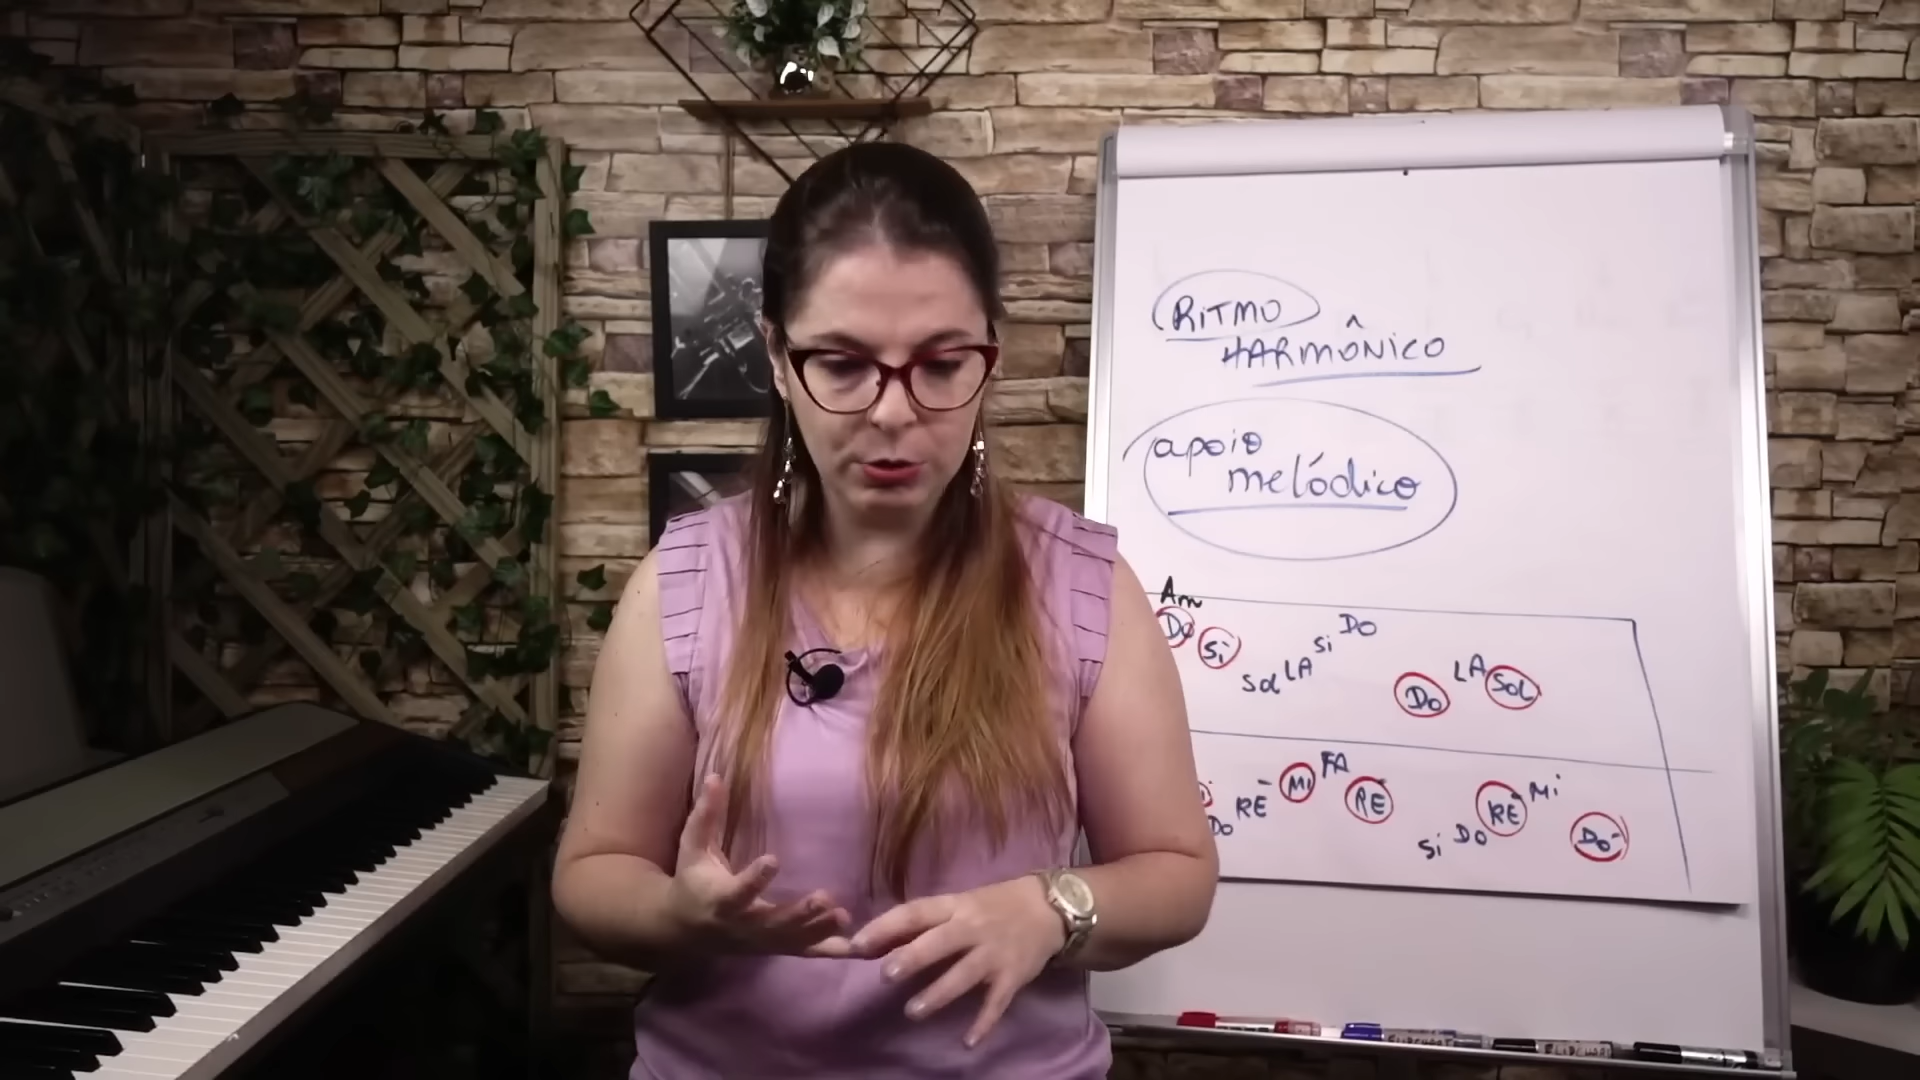 RITMO
HARMÔNICO
apoio
melódico
Am
DO Si SOL LA Si DO DO LA SOL
DO RÉ MI FA RÉ Si DO RÉ Mi DO